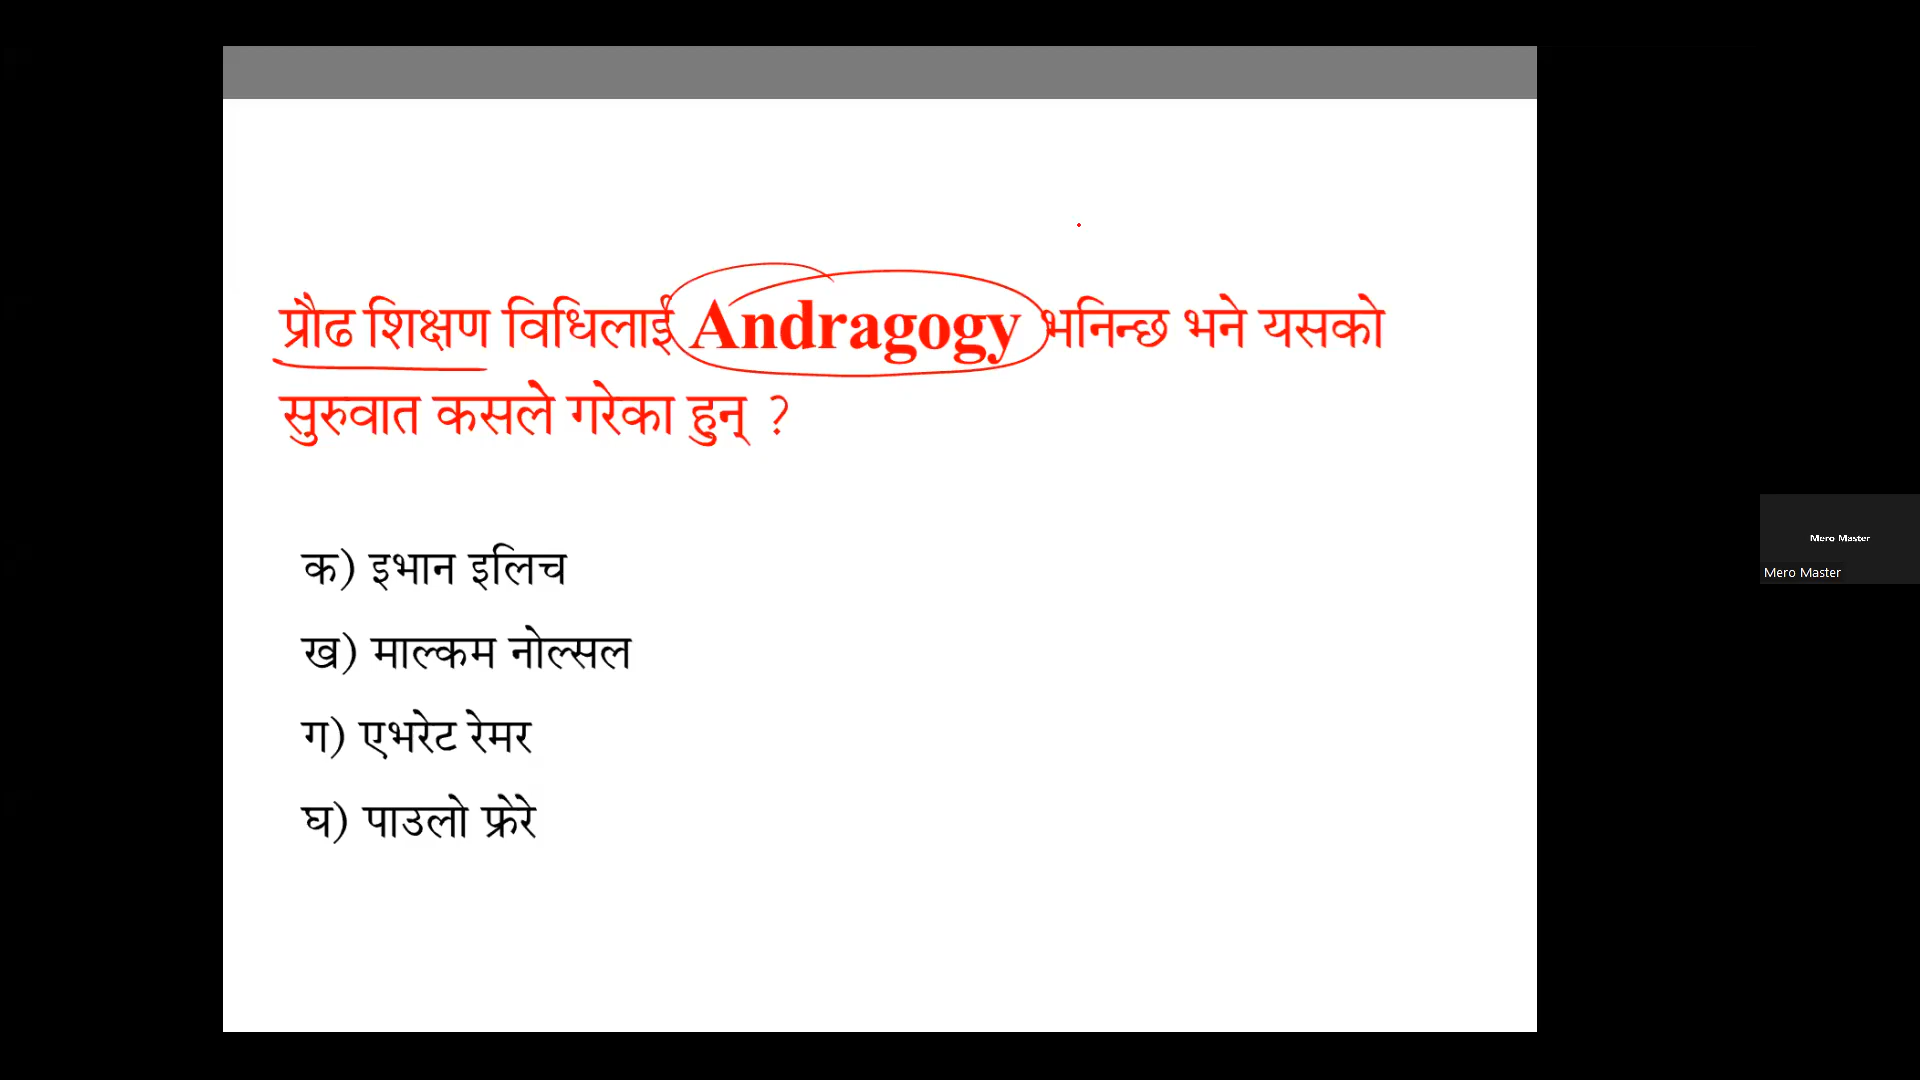 प्रौढ शिक्षण विधिलाई Andragogy भनिन्छ भने यसको
सुरुवात कसले गरेका हुन् ?
क) इभान इलिच
ख) माल्कम नोल्सल
ग) एभरेट रेमर
घ) पाउलो फ्रेरे
Mero Master
Mero Master